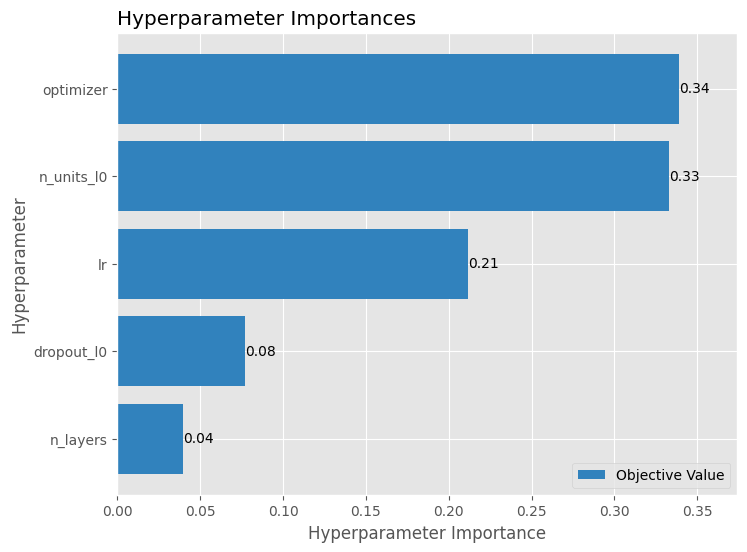 Hyperparameter Importances
Hyperparameter
optimizer
0.34
n_units_l0
0.33
lr
0.21
dropout_l0
0.08
n_layers
0.04
Objective Value
0.00 0.05 0.10 0.15 0.20 0.25 0.30 0.35
Hyperparameter Importance